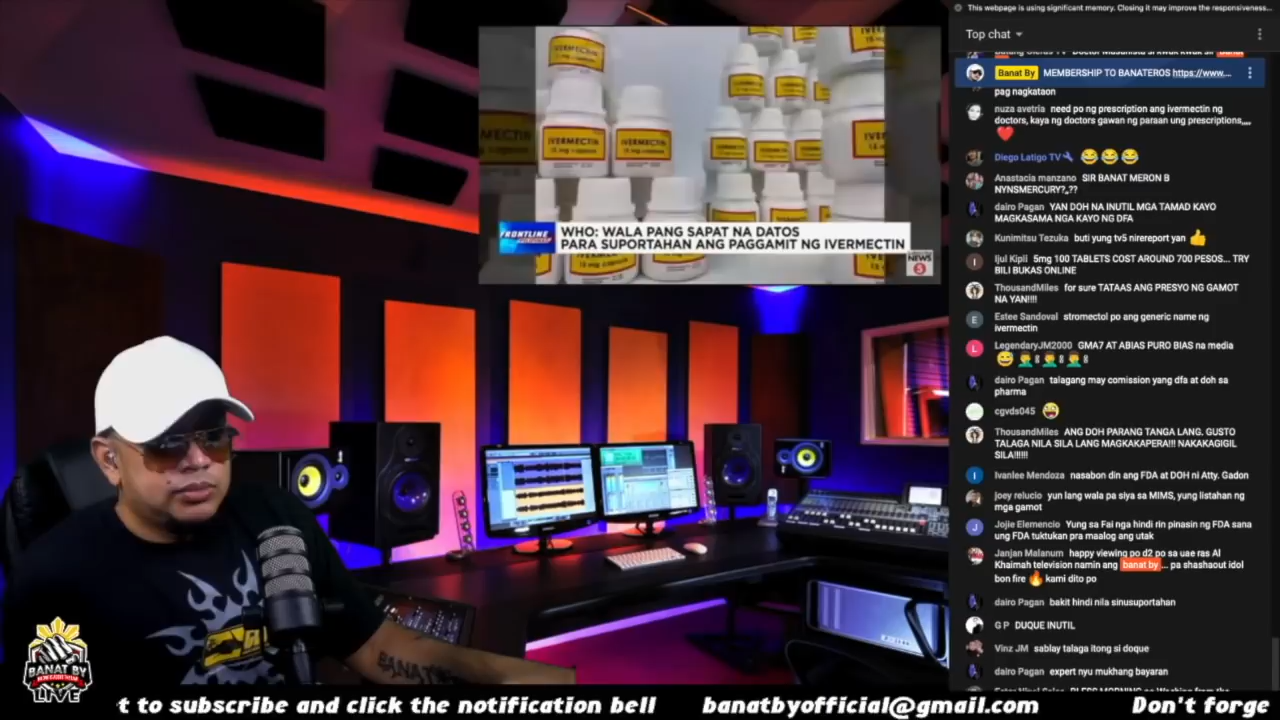 This webpage is using significant memory. Closing it may improve the responsiveness...
Top chat
Banat By MEMBERSHIP TO BANATEROS https://www....
pag nagkataon
nuza avetria need po ng prescription ang ivermectin ng
doctors, kaya ng doctors gawan ng paraan ung prescriptions,,,,
Diego Latigo TV
Anastacia manzano SIR BANAT MERON B
NYNSMERCURY?,,??
dairo Pagan YAN DOH NA INUTIL MGA TAMAD KAYO
MAGKASAMA NGA KAYO NG DFA
Kunimitsu Tezuka buti yung tv5 nirereport yan
Ijul Kipli 5mg 100 TABLETS COST AROUND 700 PESOS... TRY
BILI BUKAS ONLINE
ThousandMiles for sure TATAAS ANG PRESYO NG GAMOT
NA YAN!!!!
Estee Sandoval stromectol po ang generic name ng
ivermectin
LegendaryJM2000 GMA7 AT ABIAS PURO BIAS na media
dairo Pagan talagang may comission yang dfa at doh sa
pharma
cgvds045
ThousandMiles ANG DOH PARANG TANGA LANG. GUSTO
TALAGA NILA SILA LANG MAGKAKAPERA!!! NAKAKAGIGIL
SILA!!!!!!
Ivanlee Mendoza nasabon din ang FDA at DOH ni Atty. Gadon
joey relucio yun lang wala pa siya sa MIMS, yung listahan ng
mga gamot
Jojie Elemencio Yung sa Fai nga hindi rin pinasin ng FDA sana
ung FDA tuktukan pra maalog ang utak
Janjan Malanum happy viewing po d2 po sa uae ras Al
Khaimah television namin ang banat by ... pa shashaout idol
bon fire kami dito po
dairo Pagan bakit hindi nila sinusuportahan
G P DUQUE INUTIL
Vinz JM sablay talaga itong si doque
dairo Pagan expert nyu mukhang bayaran
IVERMECTIN
15 mg capsule
IVERMECTIN
15 mg capsule
IVERMECTIN
FRONTLINE
PILIPINAS
WHO: WALA PANG SAPAT NA DATOS
PARA SUPORTAHAN ANG PAGGAMIT NG IVERMECTIN
NEWS
5
BANAT BY
LIVE
t to subscribe and click the notification bell banatbyofficial@gmail.com Don't forge